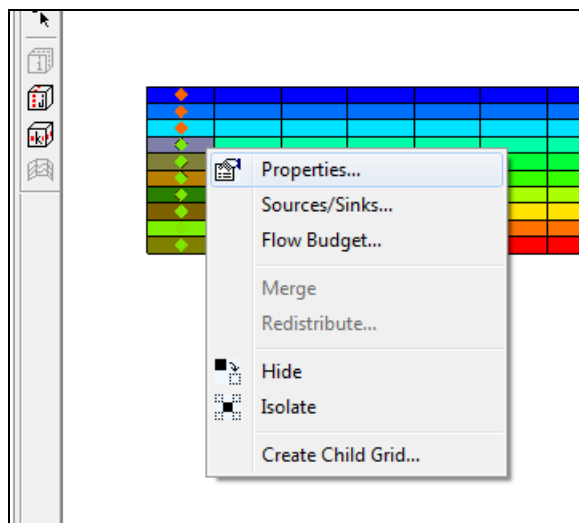 i
J
k
Properties...
Sources/Sinks...
Flow Budget...
Merge
Redistribute...
Hide
Isolate
Create Child Grid...